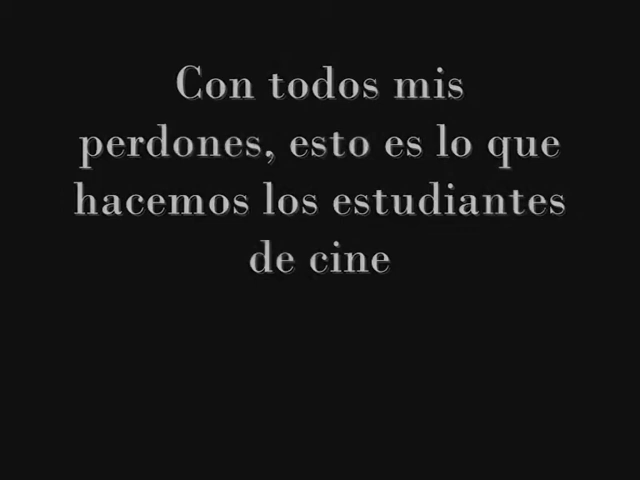 Con todos mis
perdones, esto es lo que
hacemos los estudiantes
de cine